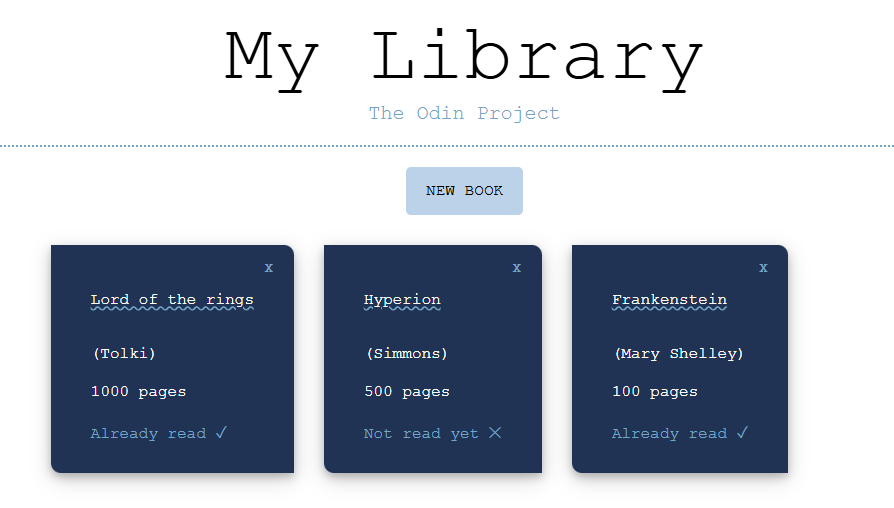 My Library
The Odin Project
NEW BOOK
x
Lord of the rings
(Tolki)
1000 pages
Already read ✓
x
Hyperion
(Simmons)
500 pages
Not read yet ✕
x
Frankenstein
(Mary Shelley)
100 pages
Already read ✓